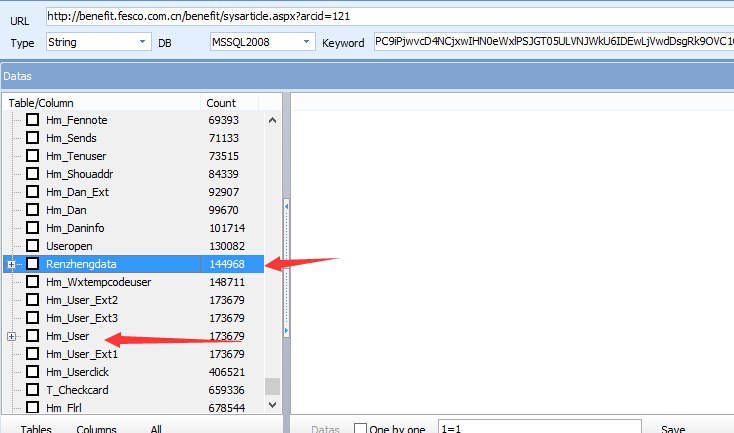 URL http://benefit.fesco.com.cn/benefit/sysarticle.aspx?arcid=121
Type String DB MSSQL2008 Keyword
Datas
Table/Column Count
Hm_Fennote 69393
Hm_Sends 71133
Hm_Tenuser 73515
Hm_Shouaddr 84339
Hm_Dan_Ext 92907
Hm_Dan 99670
Hm_Daninfo 101714
Useropen 130082
Renzhengdata 144968
Hm_Wxtempcodeuser 148711
Hm_User_Ext2 173679
Hm_User_Ext3 173679
Hm_User 173679
Hm_User_Ext1 173679
Hm_Userclick 406521
T_Checkcard 659336
Hm_Flrl 678544
Tables Columns All Datas One by one 1=1 Save